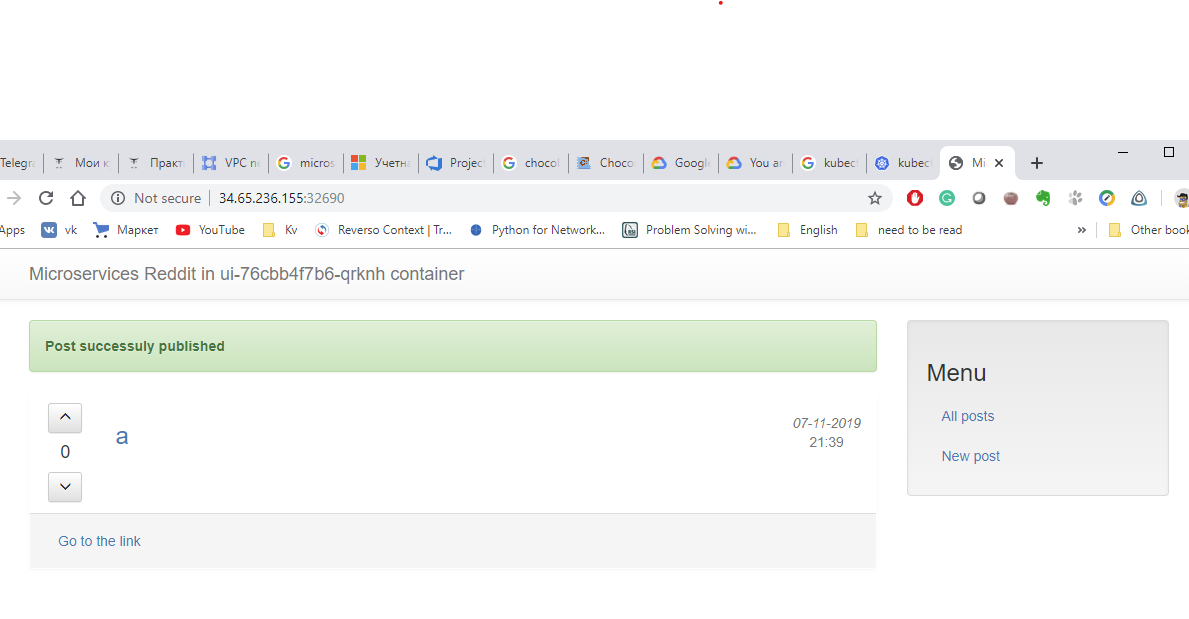 Telegra Мои к Практ VPC ne micros Учетна Project chocol Choco Google You ar kubect kubect Mi
Not secure 34.65.236.155:32690
Apps vk Маркет YouTube Kv Reverso Context | Tr... Python for Network... Problem Solving wi... English need to be read » Other book
Microservices Reddit in ui-76cbb4f7b6-qrknh container
Post successuly published
0
a
07-11-2019
21:39
Go to the link
Menu
All posts
New post